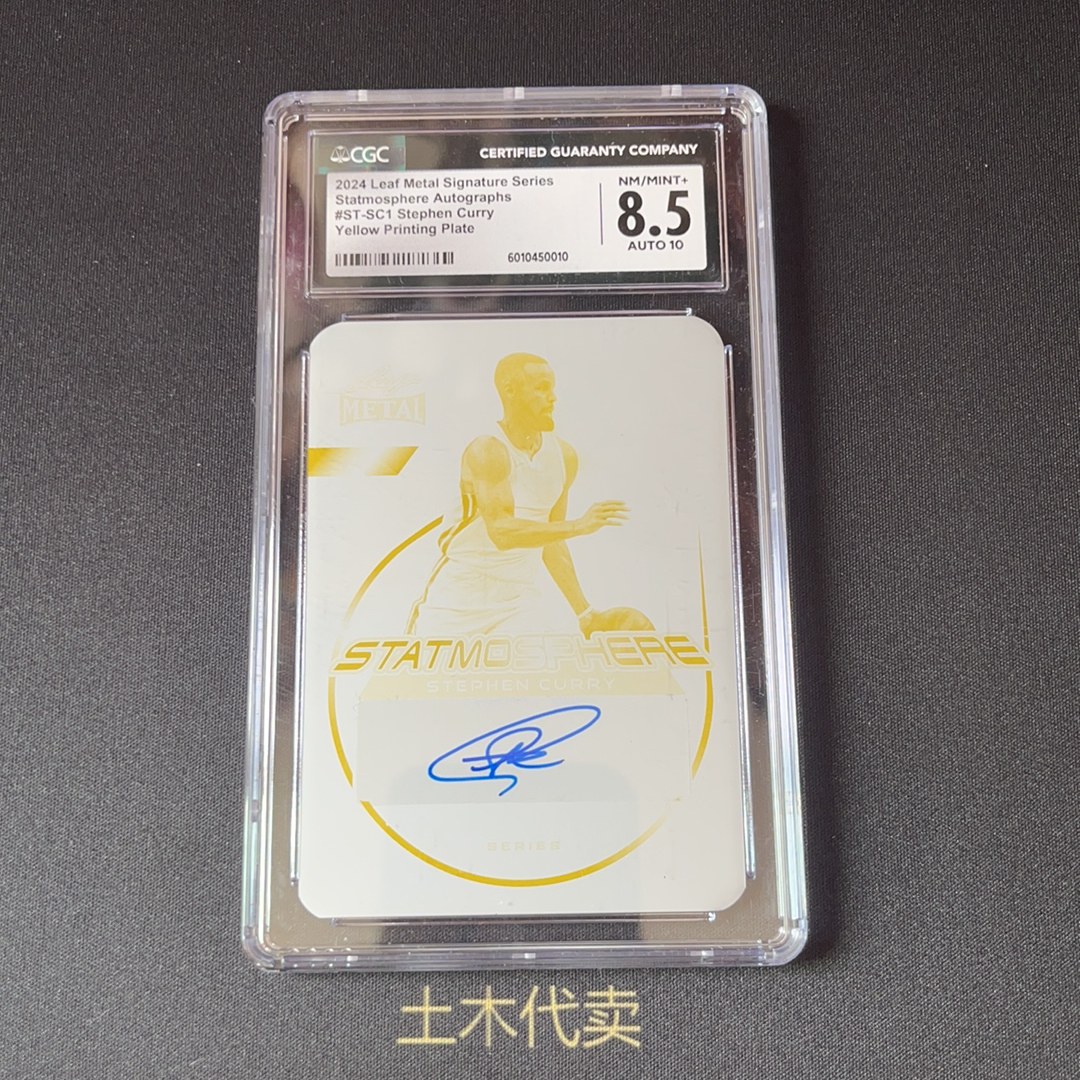 CGC
CERTIFIED GUARANTY COMPANY
2024 Leaf Metal Signature Series
Statmosphere Autographs
#ST-SC1 Stephen Curry
Yellow Printing Plate
6010450010
NM/MINT+
8.5
AUTO 10
METAL
STATMOSPHERE
STEPHEN CURRY
SERIES
土木代卖